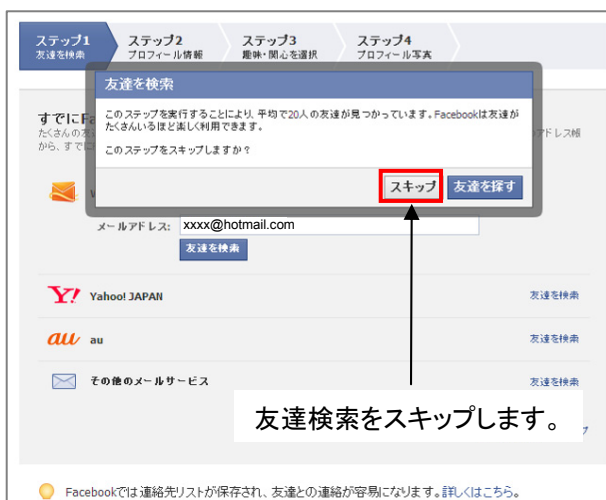 ステップ1
友達を検索
ステップ2
プロフィール情報
ステップ3
趣味・関心を選択
ステップ4
プロフィール写真
友達を検索
このステップを実行することにより、平均で20人の友達が見つかっています。Facebookは友達が
たくさんいるほど楽しく利用できます。
このステップをスキップしますか？
スキップ
友達を探す
すでにFa
たくさんの友
アドレス帳
から、すで
メールアドレス:
xxxx@hotmail.com
友達を検索
Y!
Yahoo! JAPAN
友達を検索
au
au
友達を検索
その他のメールサービス
友達を検索
友達検索をスキップします。
Facebookでは連絡先リストが保存され、友達との連絡が容易になります。詳しくはこちら。